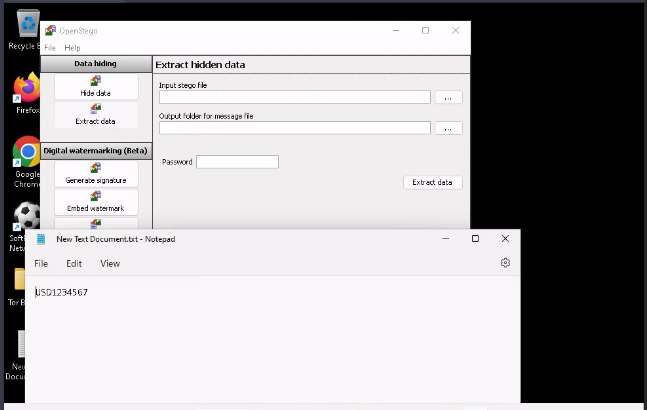 Recycle B
OpenStego
File Help
Data hiding
Hide data
Extract data
Digital watermarking (Beta)
Generate signature
Embed watermark
Extract hidden data
Input stego file
...
Output folder for message file
...
Password
Extract data
Firefox
Google
Chrome
Soft
Netw
Tor B
New
Docum
New Text Document.txt - Notepad
File Edit View
USD1234567